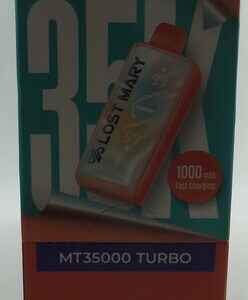 35K
LOST MARY
1000 mAh
fast charging
MT35000 TURBO